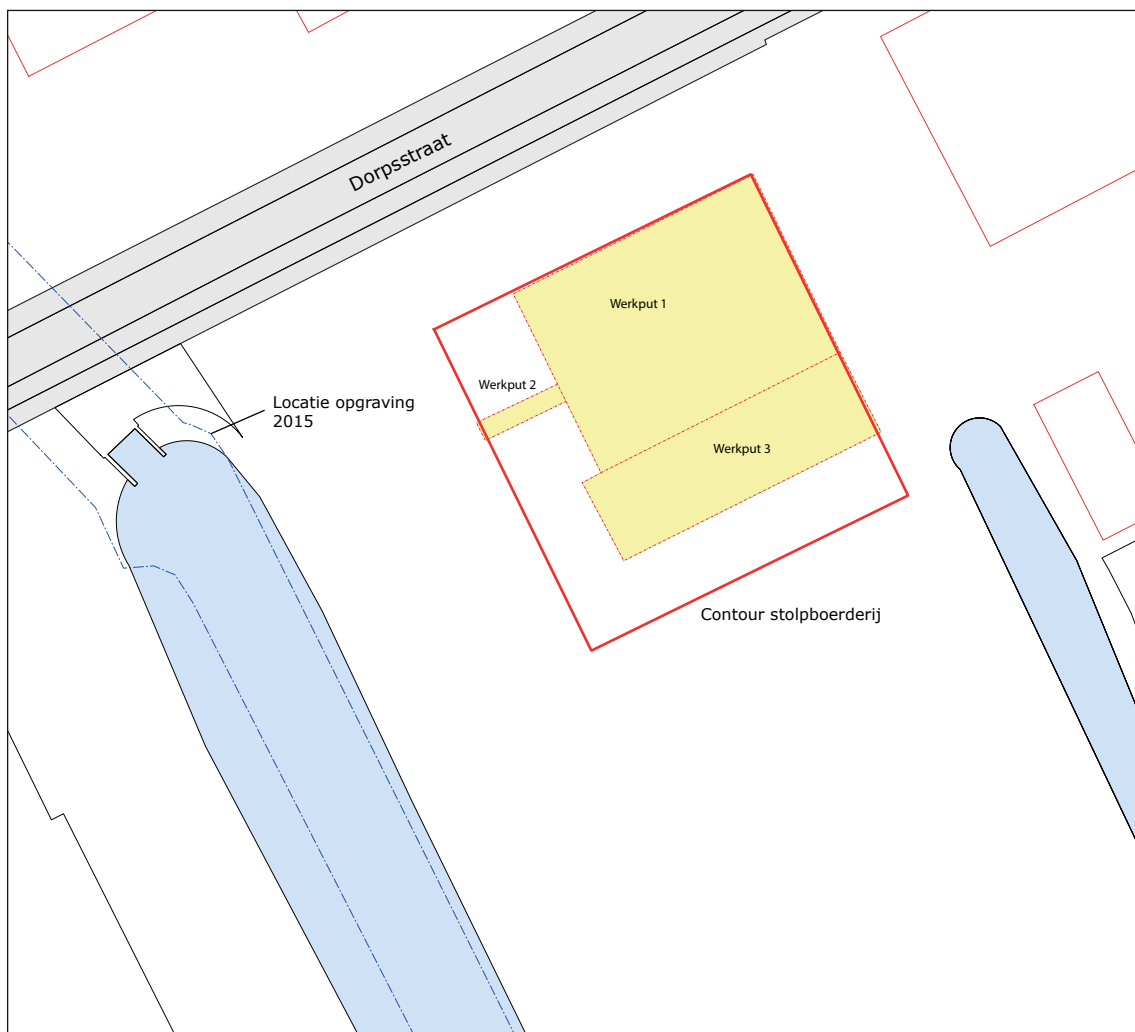 Dorpsstraat
Werkput 1
Werkput 2
Locatie opgraving
2015
Werkput 3
Contour stolpboerderij